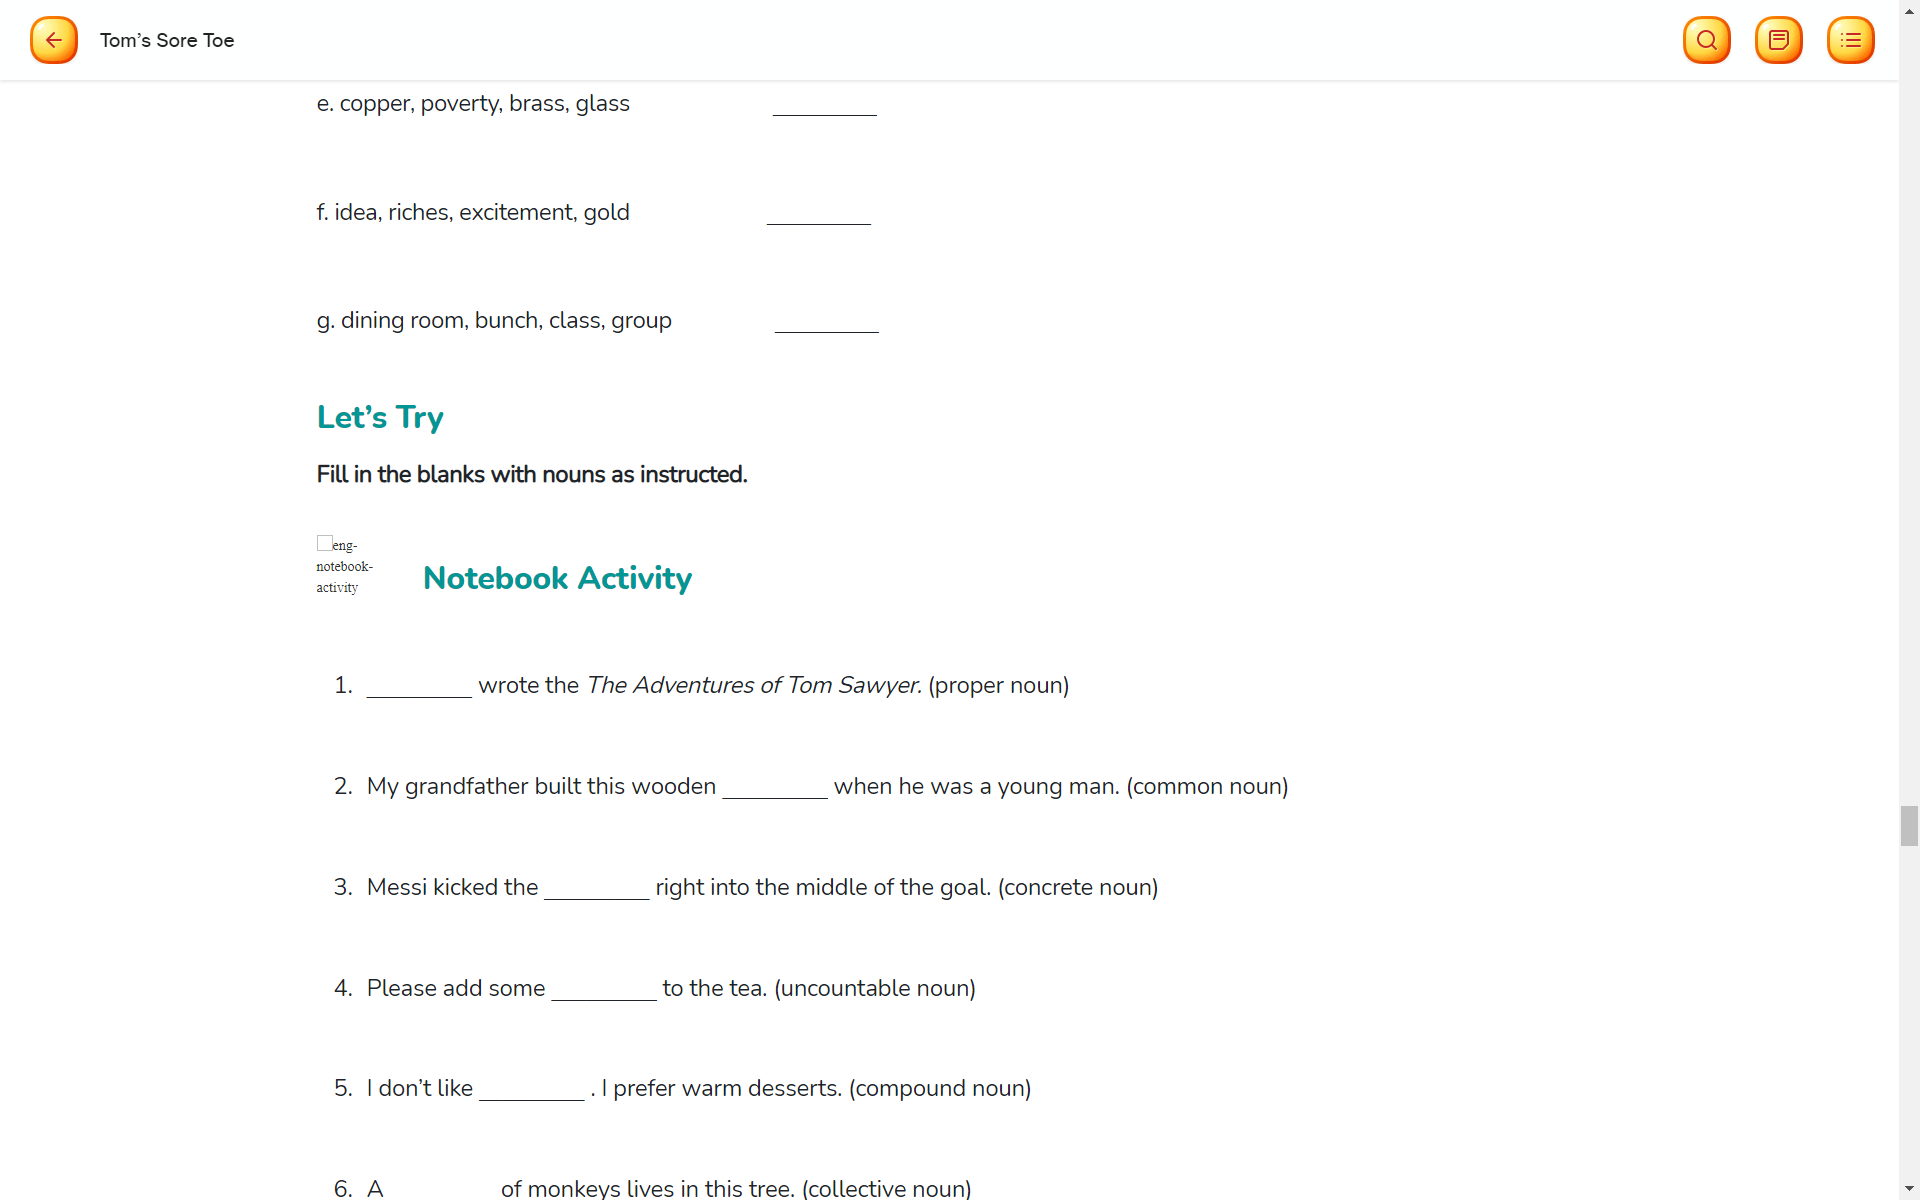 Tom’s Sore Toe
e. copper, poverty, brass, glass ________
f. idea, riches, excitement, gold ________
g. dining room, bunch, class, group ________
Let’s Try
Fill in the blanks with nouns as instructed.
eng-
notebook-
activity
Notebook Activity
1. ________ wrote the The Adventures of Tom Sawyer. (proper noun)
2. My grandfather built this wooden ________ when he was a young man. (common noun)
3. Messi kicked the ________ right into the middle of the goal. (concrete noun)
4. Please add some ________ to the tea. (uncountable noun)
5. I don’t like ________ . I prefer warm desserts. (compound noun)
6. A of monkeys lives in this tree. (collective noun)